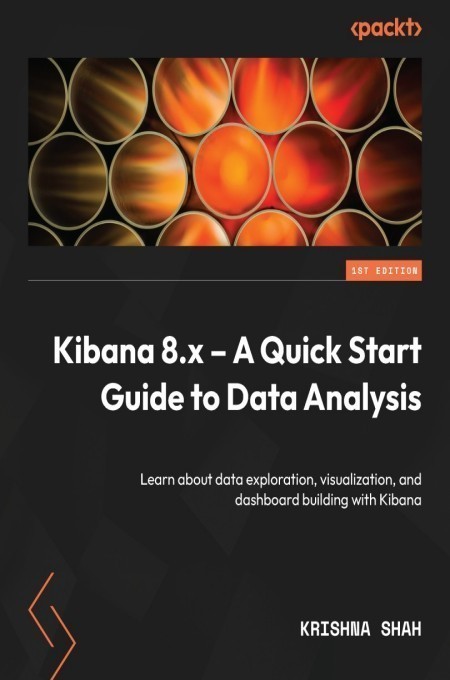 <packt>
1ST EDITION
Kibana 8.x – A Quick Start
Guide to Data Analysis
Learn about data exploration, visualization, and
dashboard building with Kibana
KRISHNA SHAH